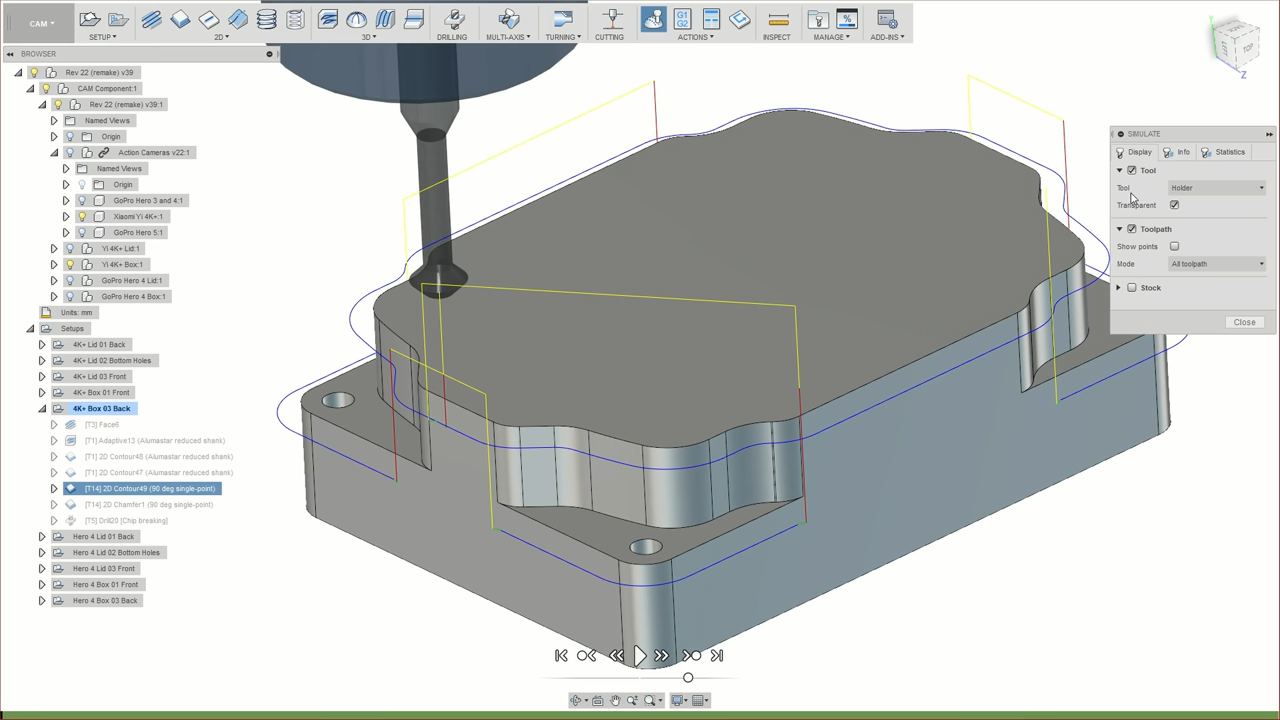 CAM
SETUP
2D
3D
DRILLING
MULTI-AXIS
TURNING
CUTTING
G1
G2
ACTIONS
INSPECT
MANAGE
ADD-INS
BROWSER
Rev 22 (remake) v39
CAM Component:1
Rev 22 (remake) v39:1
Named Views
Origin
Action Cameras v22:1
Named Views
Origin
GoPro Hero 3 and 4:1
Xiaomi Yi 4K+:1
GoPro Hero 5:1
Yi 4K+ Lid:1
Yi 4K+ Box:1
GoPro Hero 4 Lid:1
GoPro Hero 4 Box:1
Units: mm
Setups
4K+ Lid 01 Back
4K+ Lid 02 Bottom Holes
4K+ Lid 03 Front
4K+ Box 01 Front
4K+ Box 03 Back
[T3] Face6
[T1] Adaptive13 (Alumastar reduced shank)
[T1] 2D Contour48 (Alumastar reduced shank)
[T1] 2D Contour47 (Alumastar reduced shank)
[T14] 2D Contour49 (90 deg single-point)
[T14] 2D Chamfer1 (90 deg single-point)
[T5] Drill20 [Chip breaking]
Hero 4 Lid 01 Back
Hero 4 Lid 02 Bottom Holes
Hero 4 Lid 03 Front
Hero 4 Box 01 Front
Hero 4 Box 03 Back
LEFT
TOP
Z
SIMULATE
Display
Info
Statistics
Tool
Tool
Holder
Transparent
Toolpath
Show points
Mode
All toolpath
Stock
Close